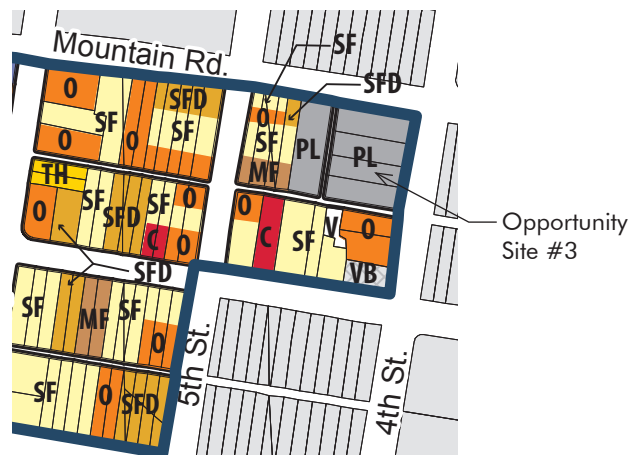 SF
Mountain Rd.
O
SFD
SFD
O
SF
SF
SF
O
O
PL
PL
MF
TH
SF
SF
O
O
SFD
O
C
SF
V
O
Opportunity
Site #3
C
O
SFD
VB
SF
MF
SF
O
5th St.
4th St.
SF
O
SFD